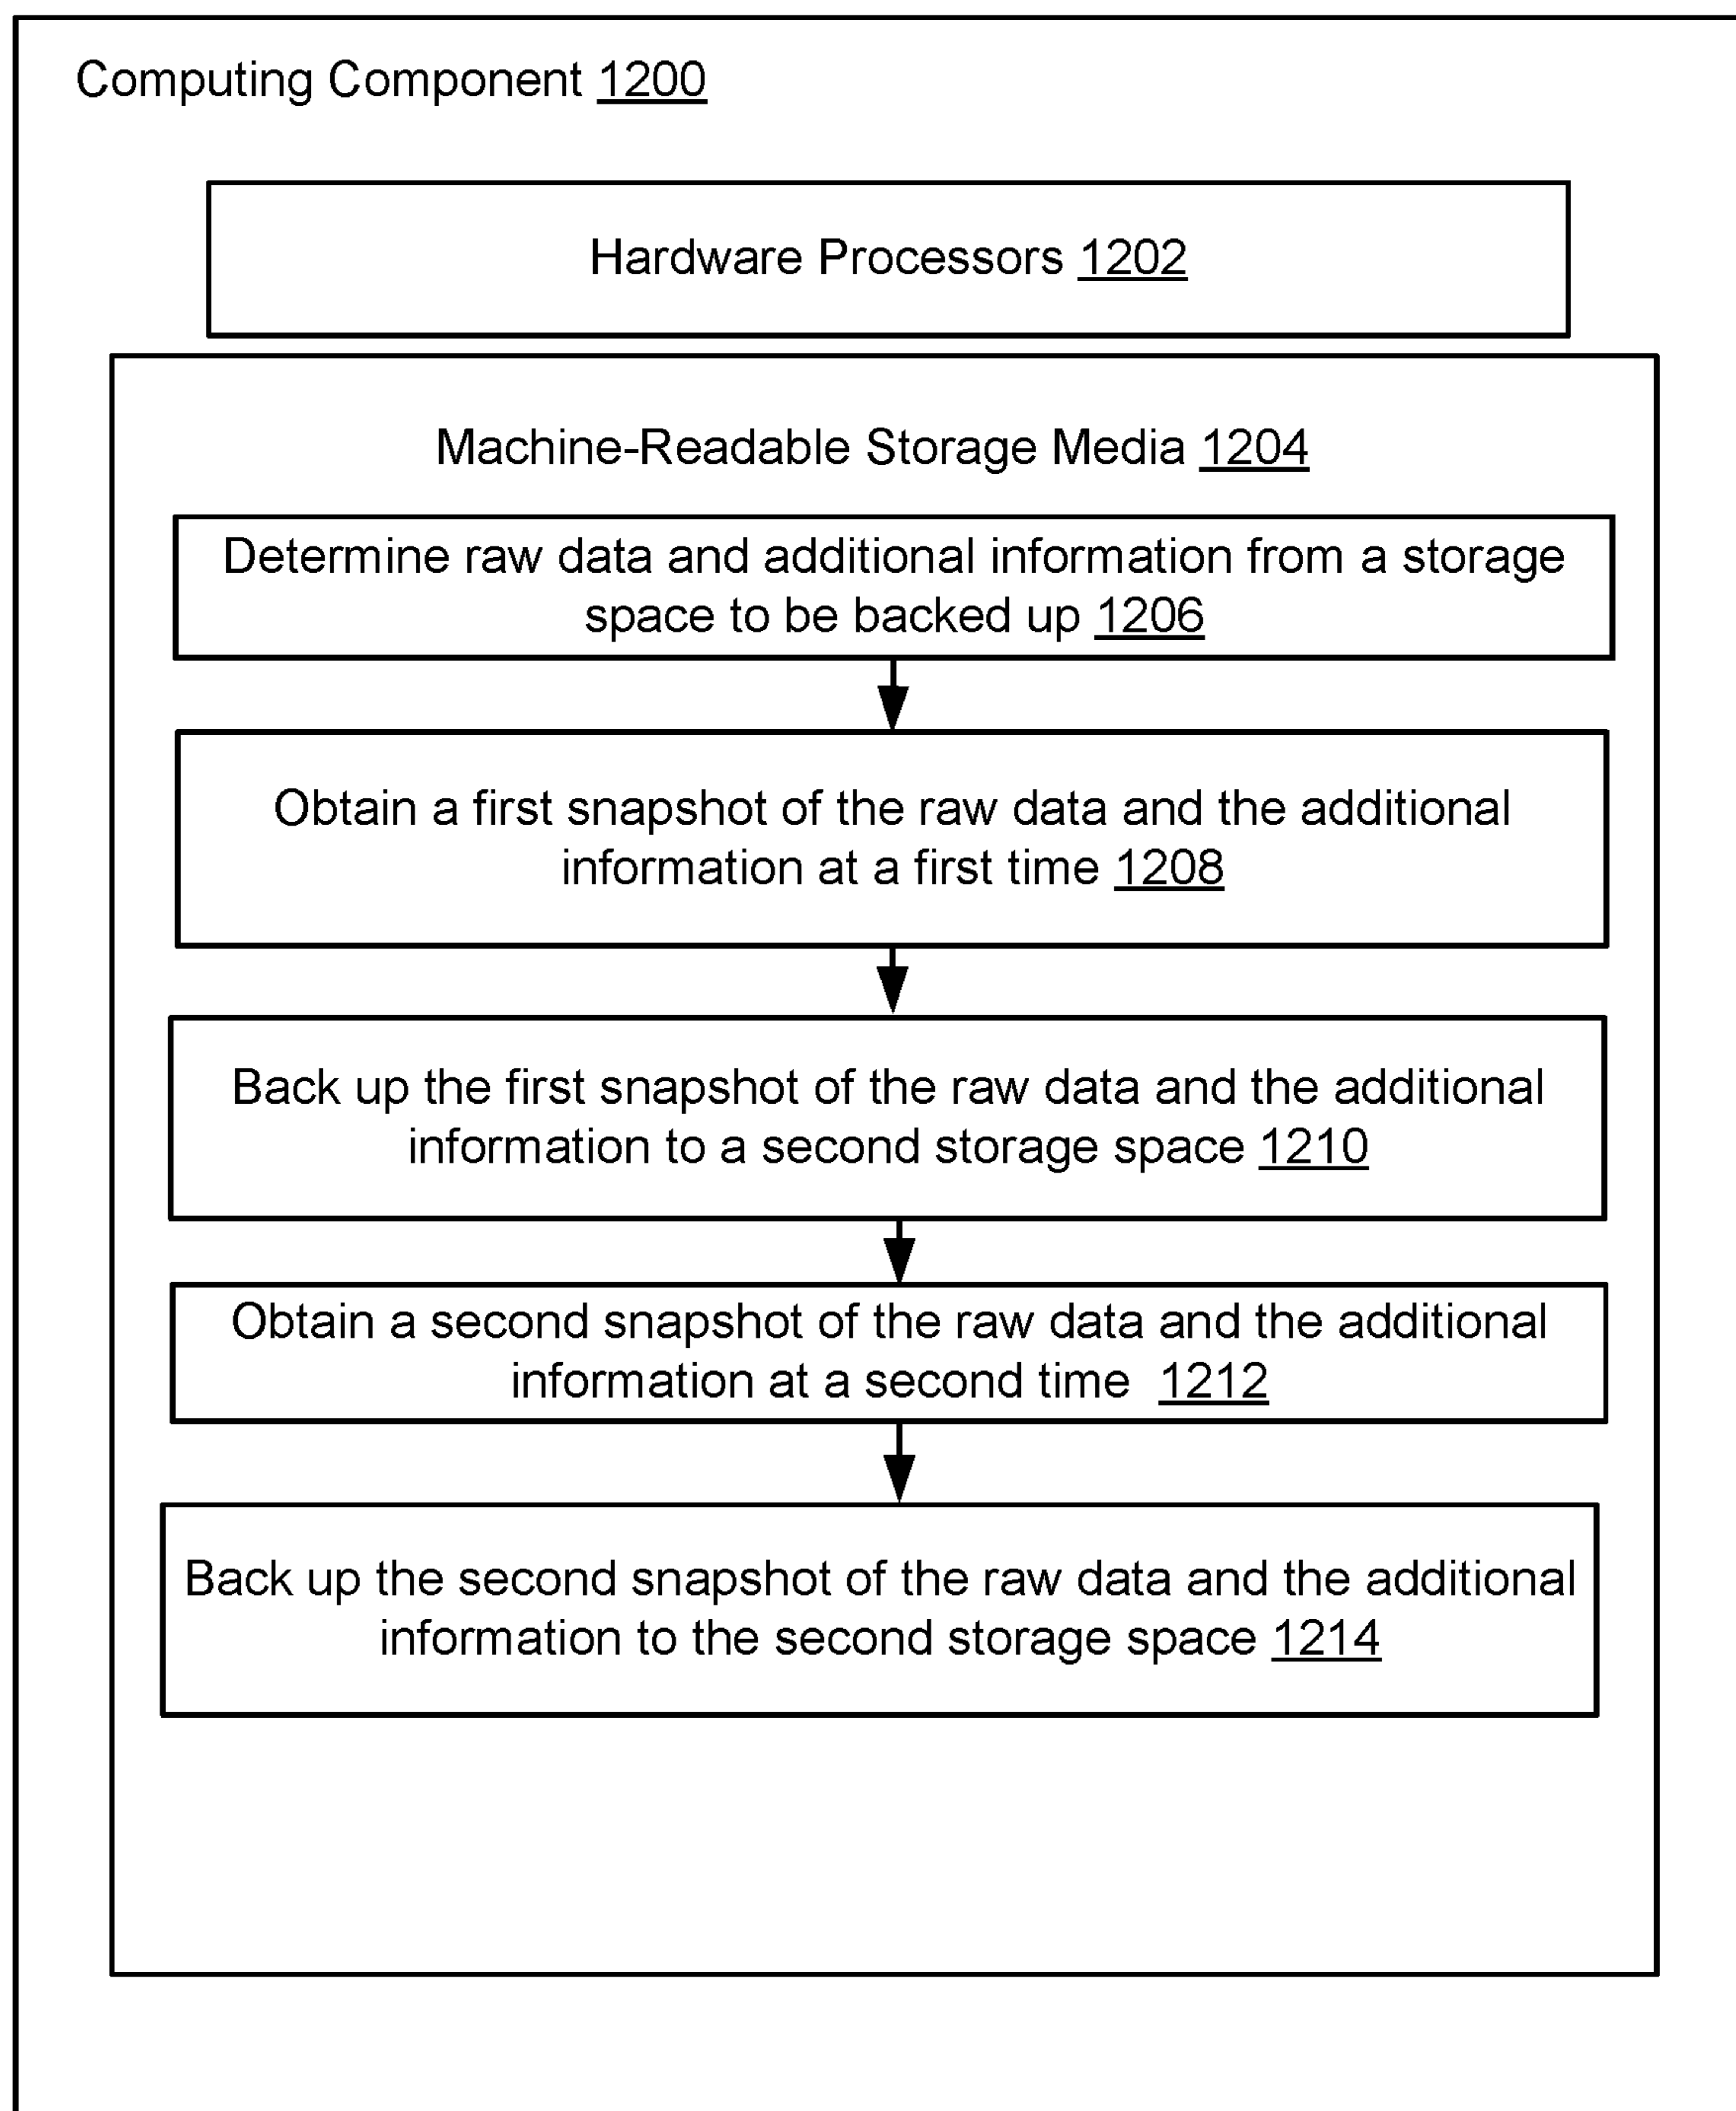 Computing Component 1200
Hardware Processors 1202
Machine-Readable Storage Media 1204
Determine raw data and additional information from a storage
space to be backed up 1206
Obtain a first snapshot of the raw data and the additional
information at a first time 1208
Back up the first snapshot of the raw data and the additional
information to a second storage space 1210
Obtain a second snapshot of the raw data and the additional
information at a second time 1212
Back up the second snapshot of the raw data and the additional
information to the second storage space 1214